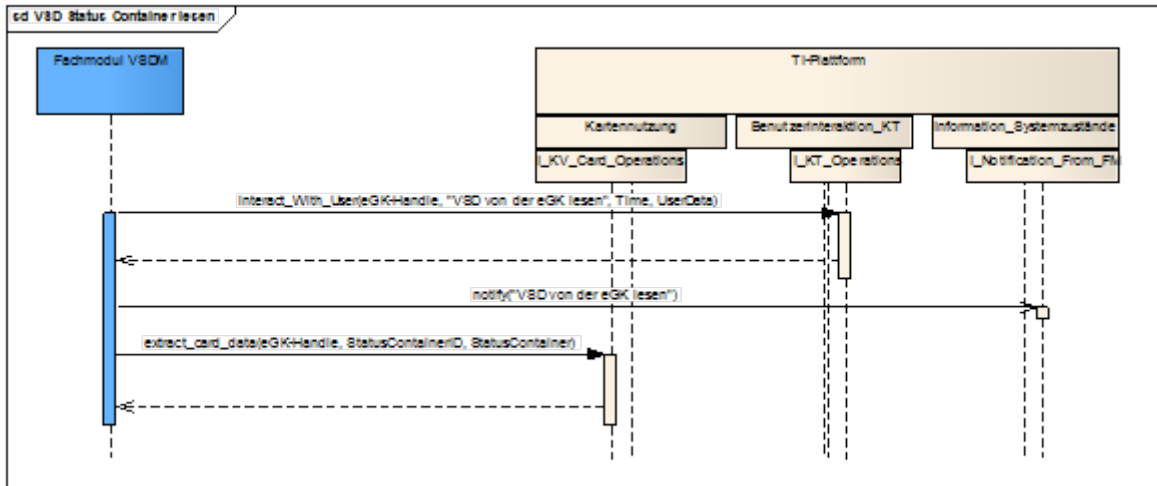 sd VSD Status Container lesen
Fachmodul VSDM
TI-Plattform
Kartennutzung
Benutzerinteraktion_KT
Information_Systemzustände
I_KV_Card_Operations
I_KT_Operations
I_Notification_From_FM
Interact_With_User(eGK-Handle, "VSD von der eGK lesen", Time, UserData)
notify("VSD von der eGK lesen")
extract_card_data(eGK-Handle, StatusContainerID, StatusContainer)